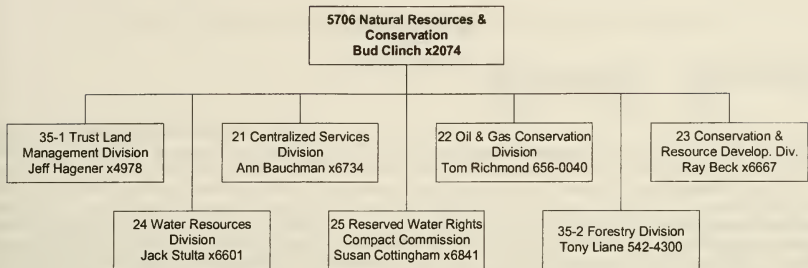 5706 Natural Resources &
Conservation
Bud Clinch x2074
35-1 Trust Land
Management Division
Jeff Hagener x4978
21 Centralized Services
Division
Ann Bauchman x6734
22 Oil & Gas Conservation
Division
Tom Richmond 656-0040
23 Conservation &
Resource Develop. Div.
Ray Beck x6667
24 Water Resources
Division
Jack Stulta x6601
25 Reserved Water Rights
Compact Commission
Susan Cottingham x6841
35-2 Forestry Division
Tony Liane 542-4300